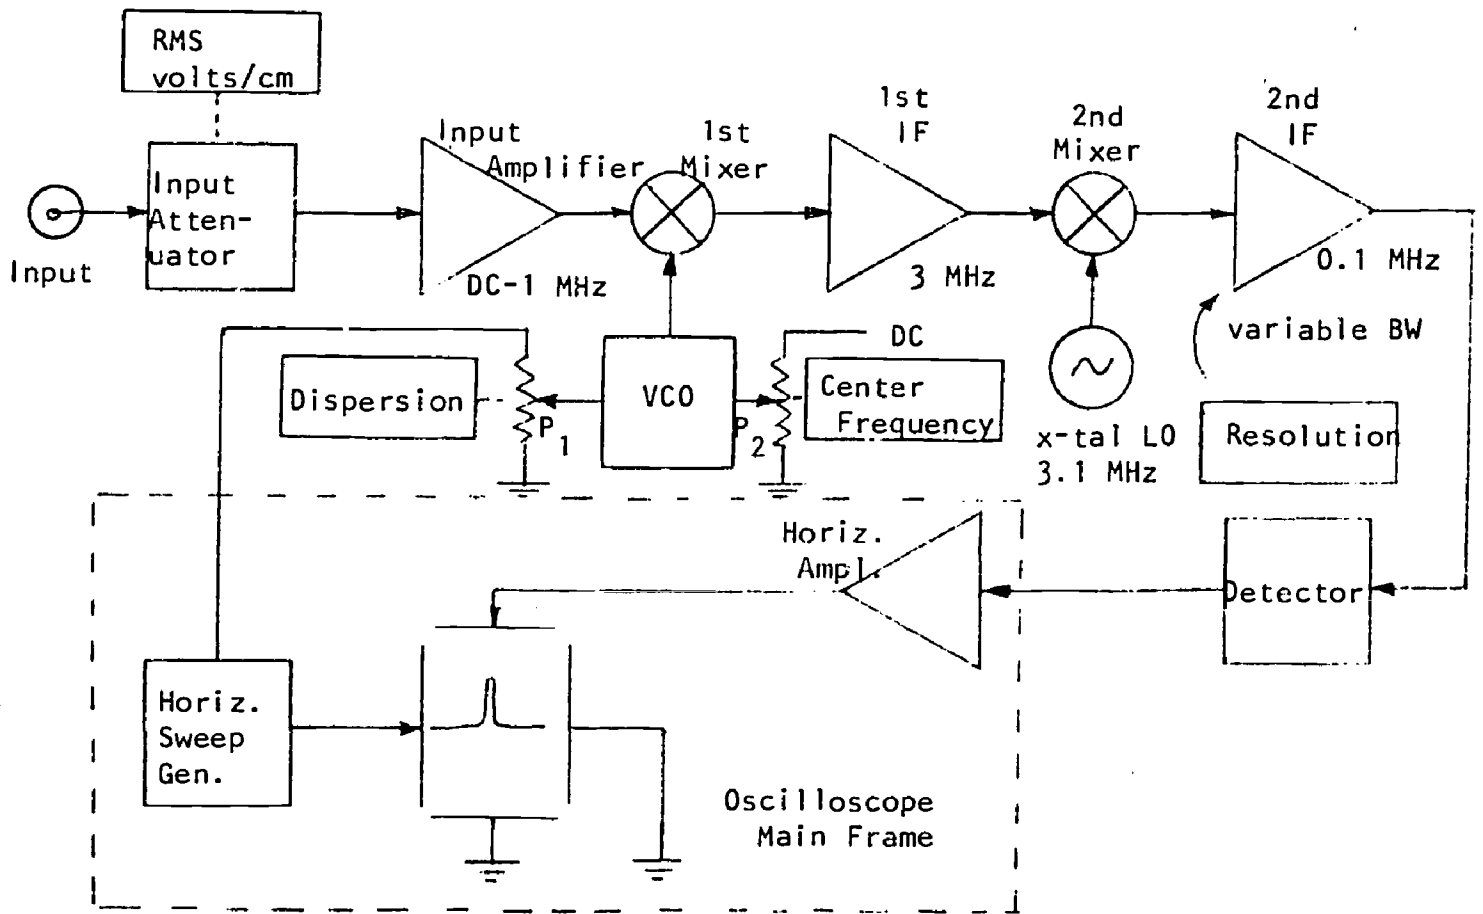 RMS
volts/cm
Input
Input
Atten-
uator
Input
Amplifier
DC-1 MHz
1st
Mixer
1st
IF
3 MHz
2nd
Mixer
2nd
IF
0.1 MHz
variable BW
Dispersion
P1
VCO
P2
DC
Center
Frequency
x-tal LO
3.1 MHz
Resolution
Horiz.
Ampl.
Detector
Horiz.
Sweep
Gen.
Oscilloscope
Main Frame